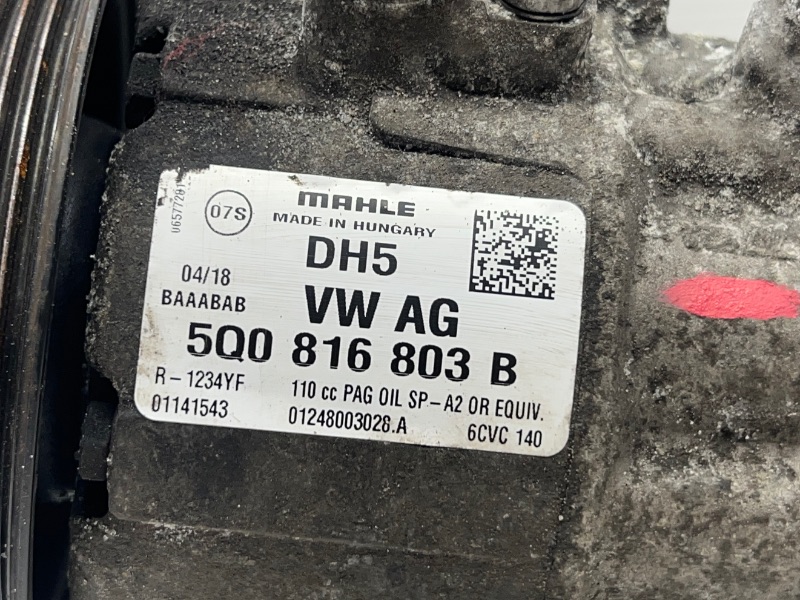 MAHLE
MADE IN HUNGARY
07S
DH5
04/18
BAAABAB
VW AG
5Q0 816 803 B
R-1234YF
110 cc PAG OIL SP-A2 OR EQUIV.
01141543
01248003028.A
6CVC 140